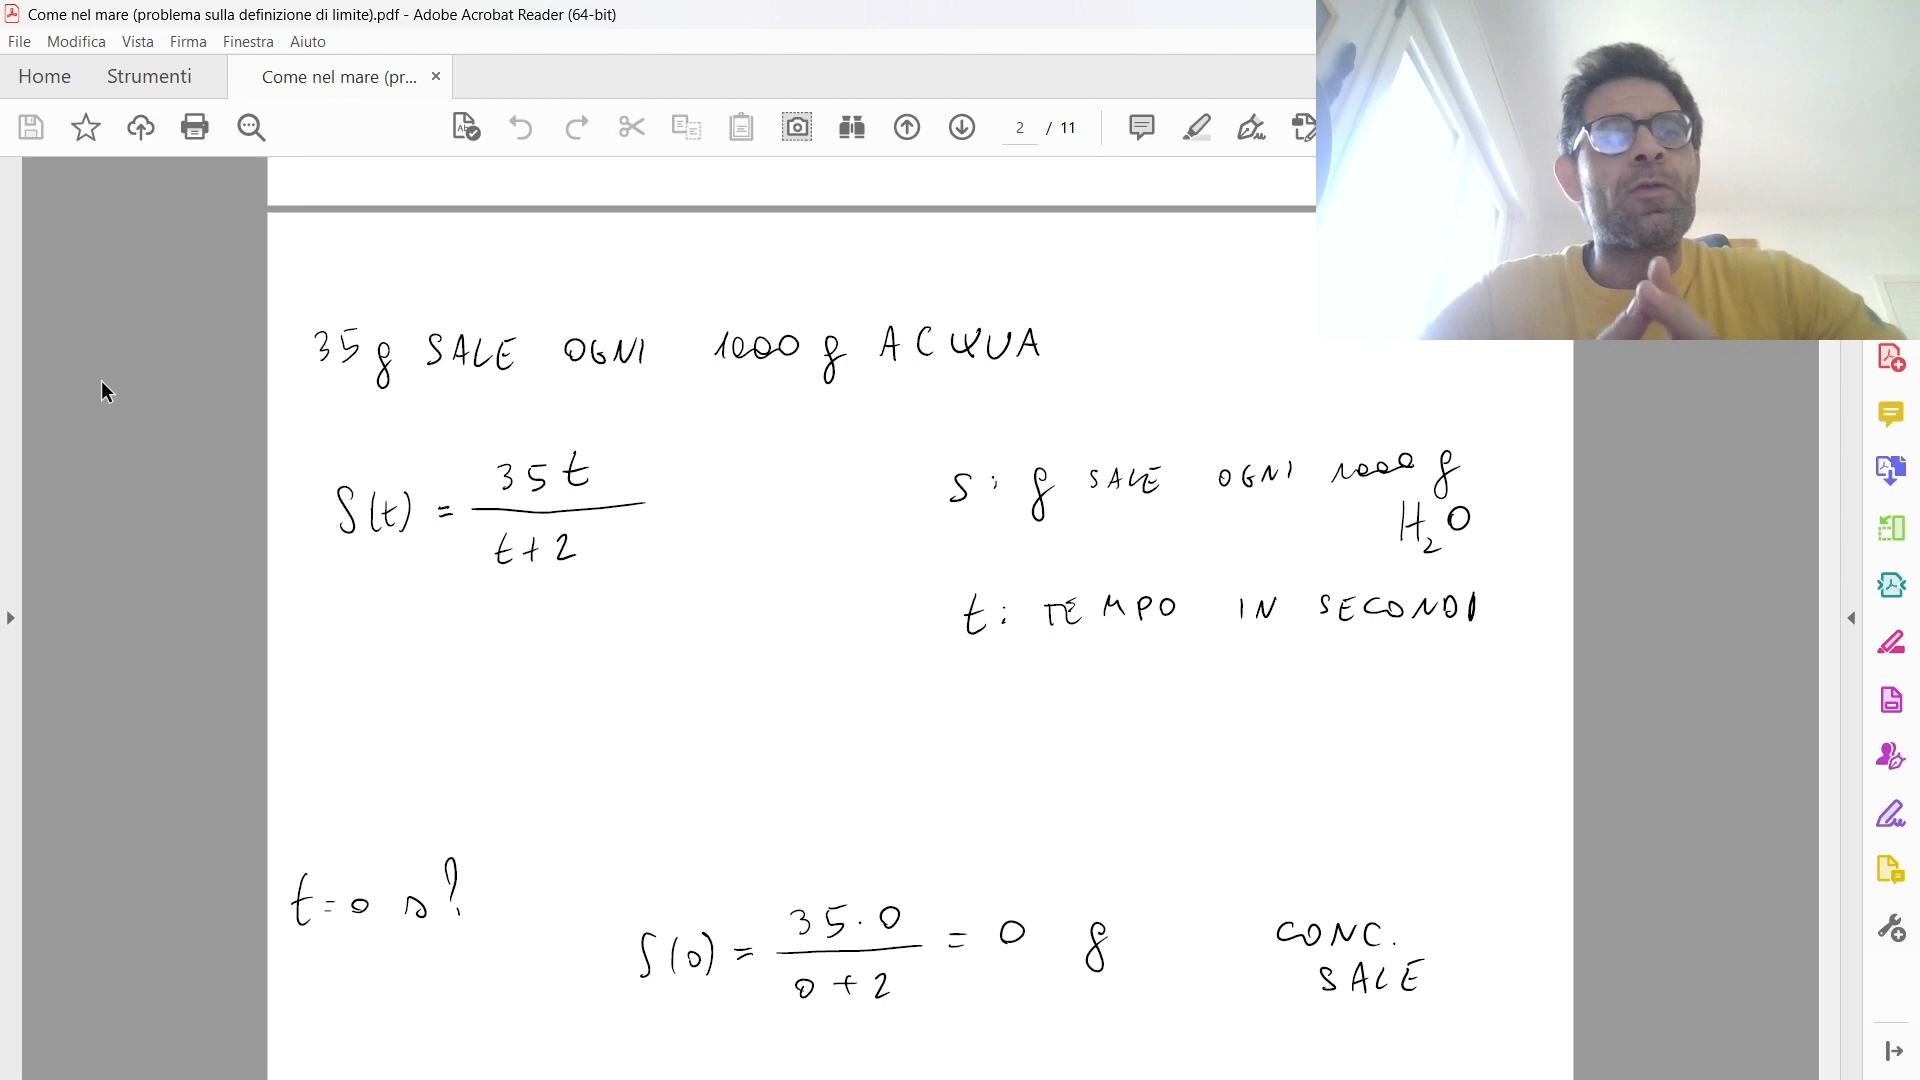 Come nel mare (problema sulla definizione di limite).pdf - Adobe Acrobat Reader (64-bit)
File Modifica Vista Firma Finestra Aiuto
Home Strumenti Come nel mare (pr... ×
2 / 11
35 g SALE OGNI 1000 g ACQUA
S(t) = 35 t / t + 2
S : g SALE OGNI 1000 g
H₂O
t : TEMPO IN SECONDI
t = 0 s ?
S(0) = 35 · 0 / 0 + 2 = 0 g
CONC.
SALE